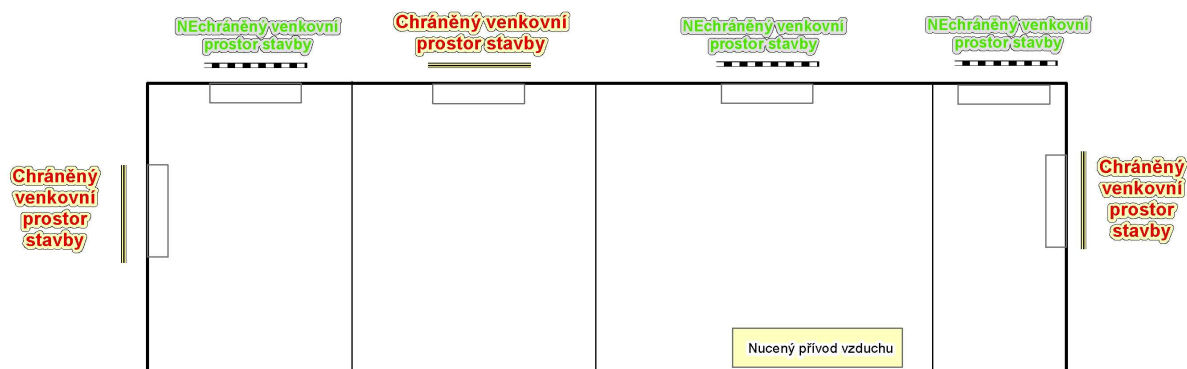 NEchráněný venkovní
prostor stavby
Chráněný venkovní
prostor stavby
NEchráněný venkovní
prostor stavby
NEchráněný venkovní
prostor stavby
Chráněný
venkovní
prostor
stavby
Chráněný
venkovní
prostor
stavby
Nucený přívod vzduchu